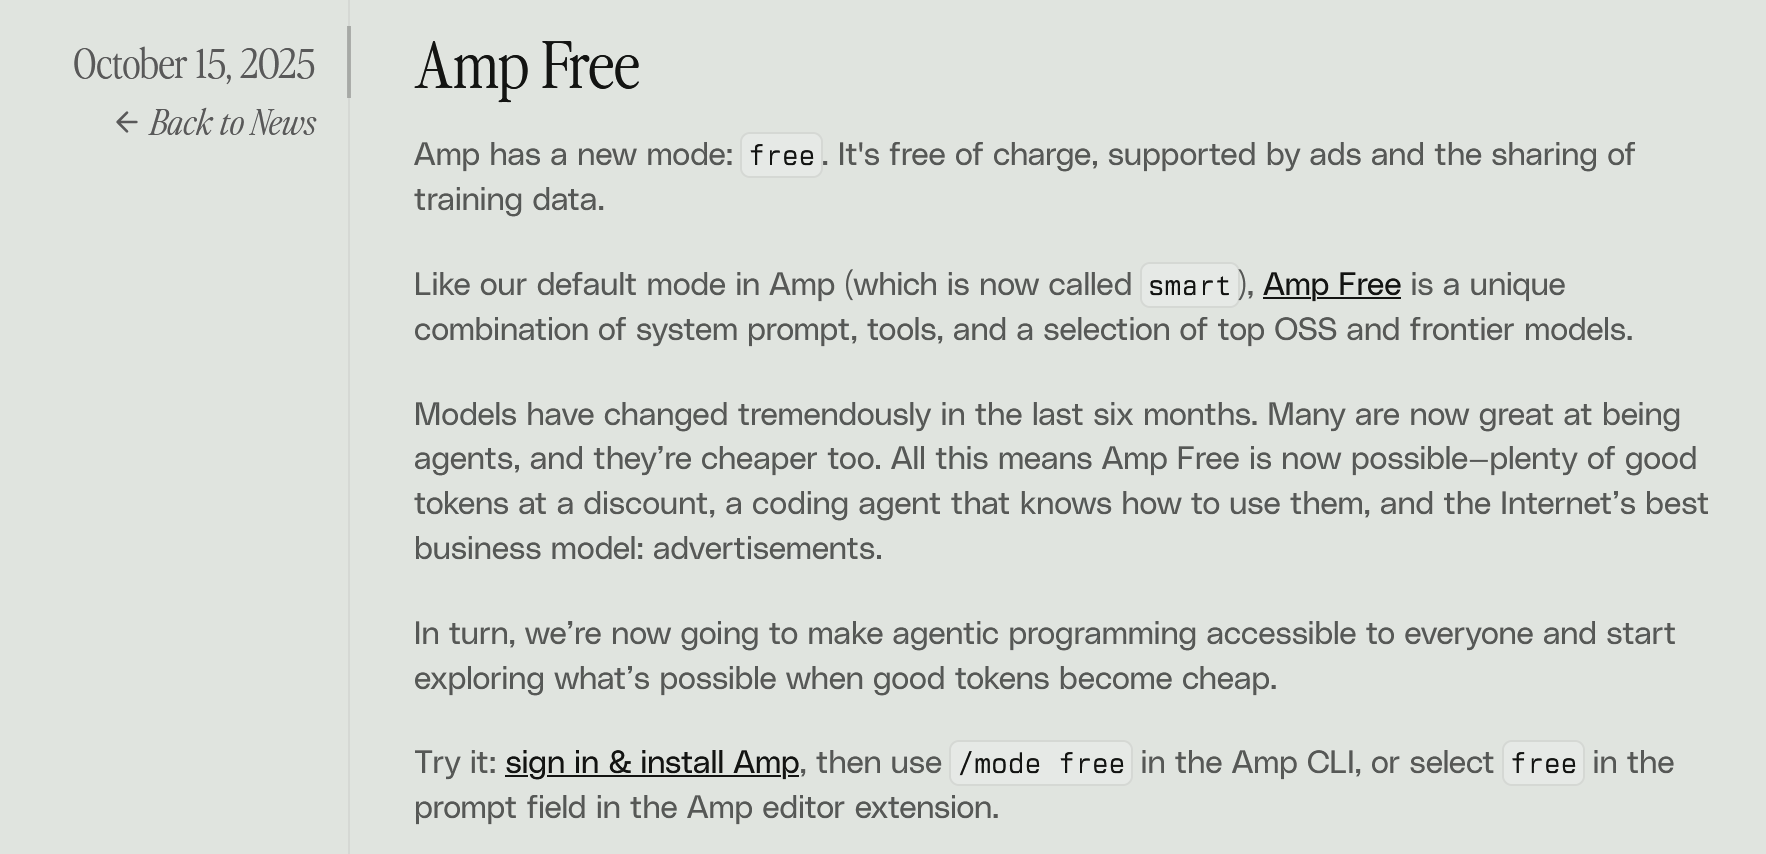 October 15, 2025
← Back to News
Amp Free
Amp has a new mode: free. It's free of charge, supported by ads and the sharing of
training data.
Like our default mode in Amp (which is now called smart), Amp Free is a unique
combination of system prompt, tools, and a selection of top OSS and frontier models.
Models have changed tremendously in the last six months. Many are now great at being
agents, and they’re cheaper too. All this means Amp Free is now possible—plenty of good
tokens at a discount, a coding agent that knows how to use them, and the Internet’s best
business model: advertisements.
In turn, we’re now going to make agentic programming accessible to everyone and start
exploring what’s possible when good tokens become cheap.
Try it: sign in & install Amp, then use /mode free in the Amp CLI, or select free in the
prompt field in the Amp editor extension.